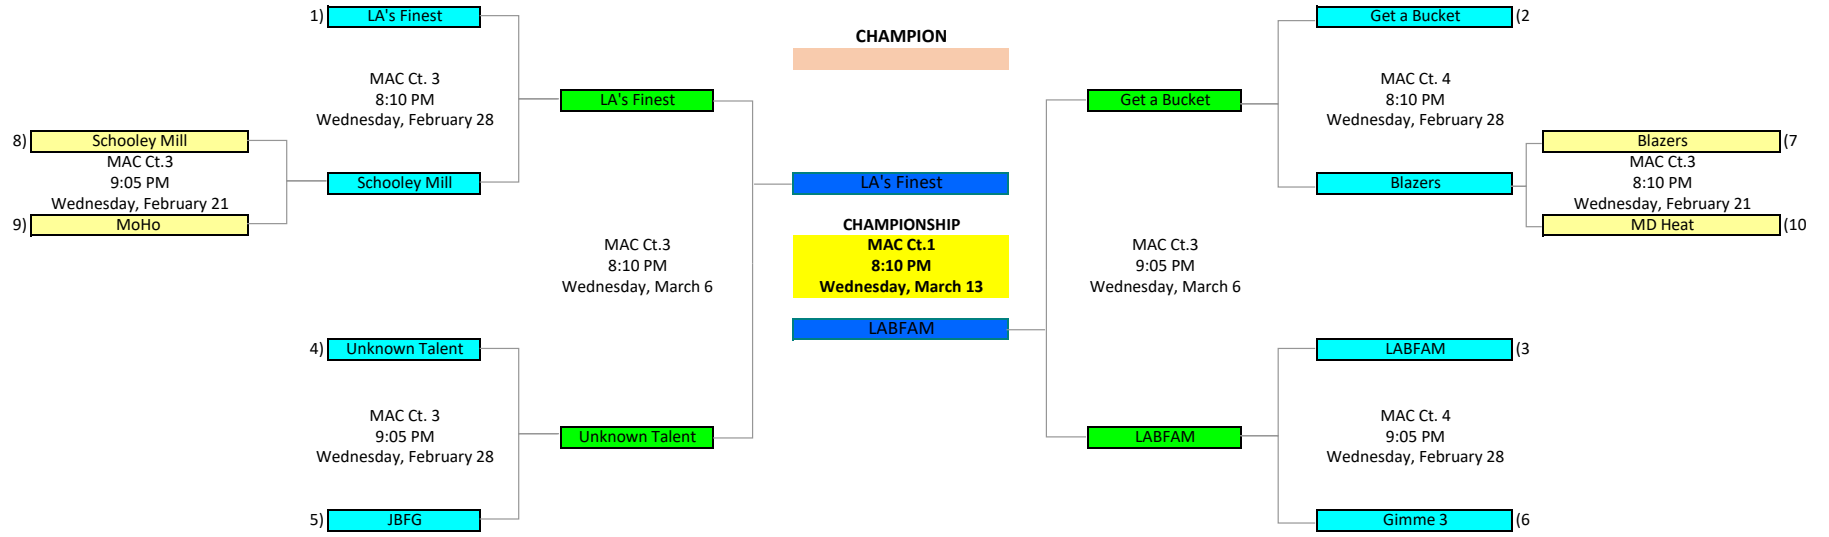 1) LA's Finest
MAC Ct. 3
8:10 PM
Wednesday, February 28
8) Schooley Mill
MAC Ct.3
9:05 PM
Wednesday, February 21
9) MoHo
Schooley Mill
LA's Finest
MAC Ct.3
8:10 PM
Wednesday, March 6
4) Unknown Talent
MAC Ct. 3
9:05 PM
Wednesday, February 28
5) JBFG
Unknown Talent
CHAMPION
LA's Finest
CHAMPIONSHIP
MAC Ct.1
8:10 PM
Wednesday, March 13
LABFAM
Get a Bucket
MAC Ct.3
9:05 PM
Wednesday, March 6
LABFAM
Get a Bucket (2
MAC Ct. 4
8:10 PM
Wednesday, February 28
Blazers
Blazers (7
MAC Ct.3
8:10 PM
Wednesday, February 21
MD Heat (10
LABFAM (3
MAC Ct. 4
9:05 PM
Wednesday, February 28
Gimme 3 (6